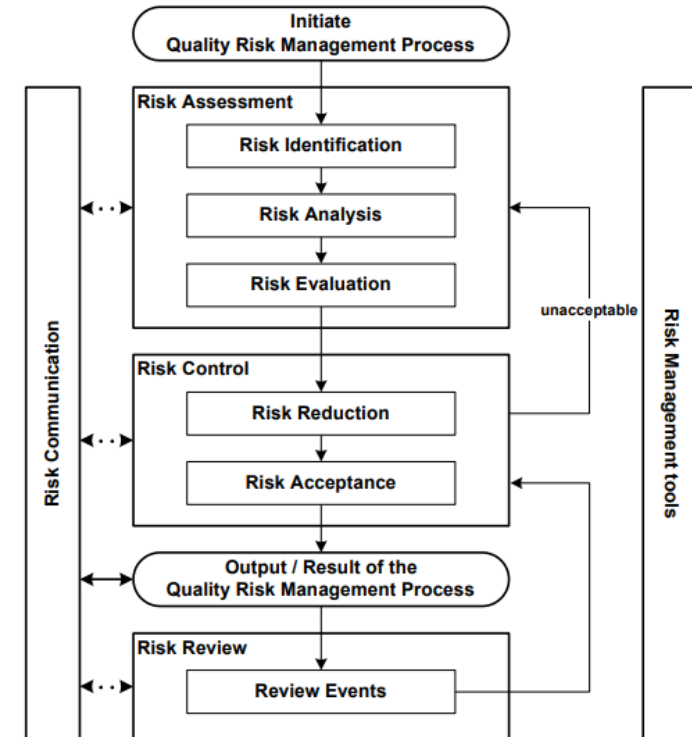 Initiate
Quality Risk Management Process
Risk Assessment
Risk Identification
Risk Analysis
Risk Evaluation
unacceptable
Risk Communication
Risk Management tools
Risk Control
Risk Reduction
Risk Acceptance
Output / Result of the
Quality Risk Management Process
Risk Review
Review Events